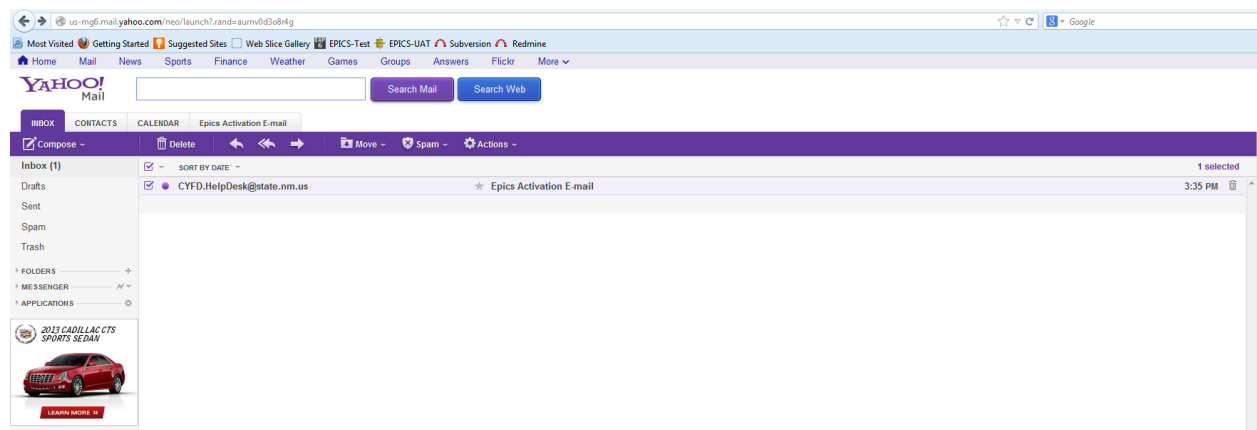 us-mg6.mail.yahoo.com/neo/launch?.rand=aurnv0d3o8r4g
Google
Most Visited Getting Started Suggested Sites Web Slice Gallery EPICS-Test EPICS-UAT Subversion Redmine
Home Mail News Sports Finance Weather Games Groups Answers Flickr More
YAHOO!
Mail
Search Mail Search Web
INBOX CONTACTS CALENDAR Epics Activation E-mail
Compose Delete Move Spam Actions
Inbox (1) SORT BY DATE 1 selected
Drafts CYFD.HelpDesk@state.nm.us Epics Activation E-mail 3:35 PM
Sent
Spam
Trash
FOLDERS
MESSENGER
APPLICATIONS
2013 CADILLAC CTS
SPORTS SEDAN
LEARN MORE